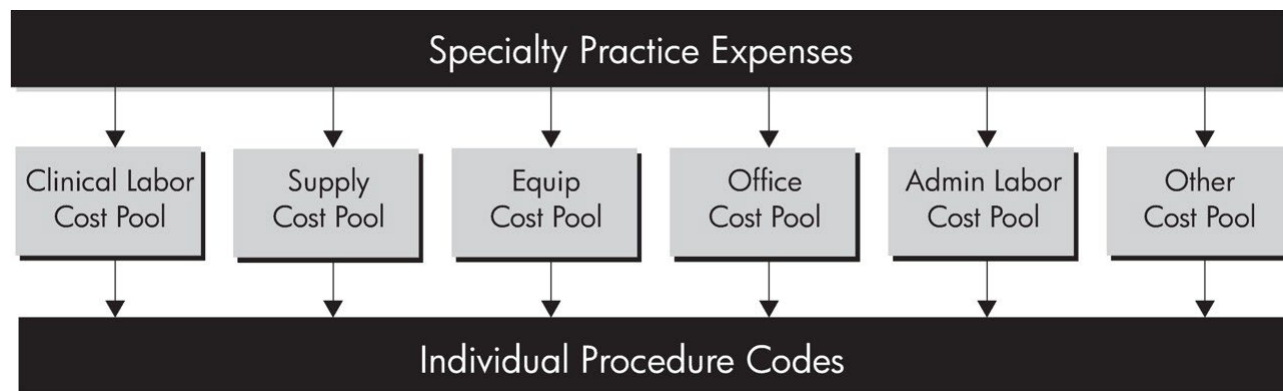 Specialty Practice Expenses
Clinical Labor
Cost Pool
Supply
Cost Pool
Equip
Cost Pool
Office
Cost Pool
Admin Labor
Cost Pool
Other
Cost Pool
Individual Procedure Codes